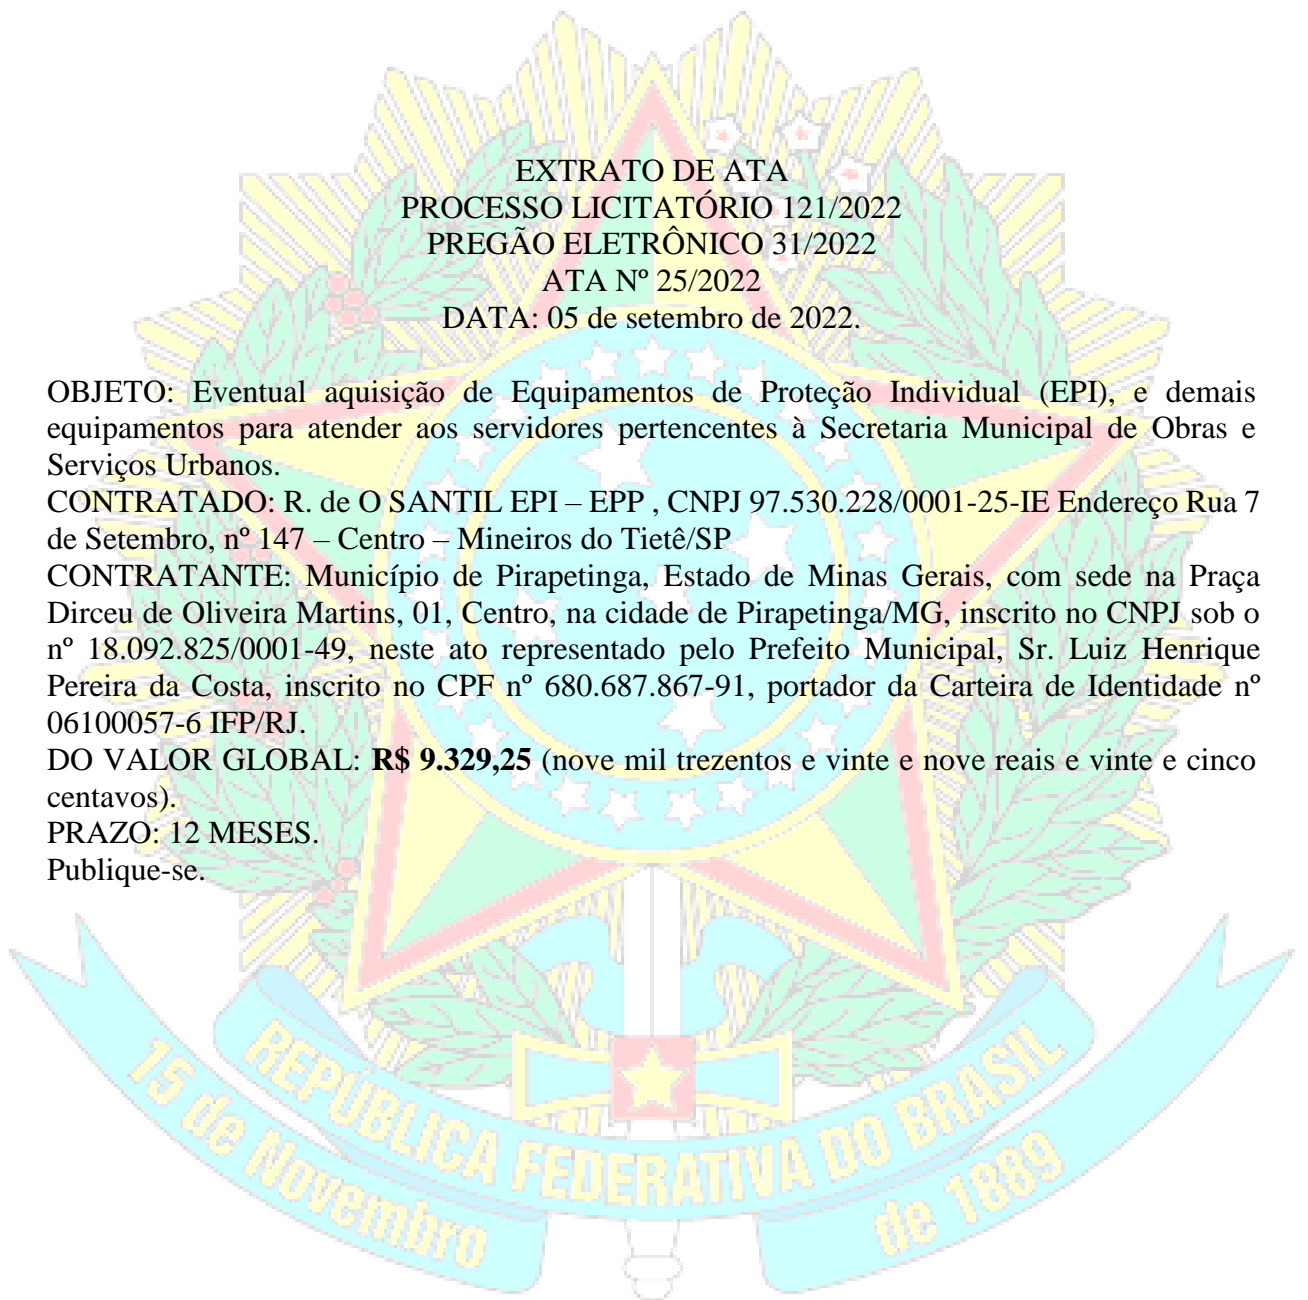 EXTRATO DE ATA
PROCESSO LICITATÓRIO 121/2022
PREGÃO ELETRÔNICO 31/2022
ATA Nº 25/2022
DATA: 05 de setembro de 2022.
OBJETO: Eventual aquisição de Equipamentos de Proteção Individual (EPI), e demais
equipamentos para atender aos servidores pertencentes à Secretaria Municipal de Obras e
Serviços Urbanos.
CONTRATADO: R. de O SANTIL EPI – EPP , CNPJ 97.530.228/0001-25-IE Endereço Rua 7
de Setembro, nº 147 – Centro – Mineiros do Tietê/SP
CONTRATANTE: Município de Pirapetinga, Estado de Minas Gerais, com sede na Praça
Dirceu de Oliveira Martins, 01, Centro, na cidade de Pirapetinga/MG, inscrito no CNPJ sob o
nº 18.092.825/0001-49, neste ato representado pelo Prefeito Municipal, Sr. Luiz Henrique
Pereira da Costa, inscrito no CPF nº 680.687.867-91, portador da Carteira de Identidade nº
06100057-6 IFP/RJ.
DO VALOR GLOBAL: R$ 9.329,25 (nove mil trezentos e vinte e nove reais e vinte e cinco
centavos).
PRAZO: 12 MESES.
Publique-se.
REPÚBLICA FEDERATIVA DO BRASIL
15 de Novembro
de 1889